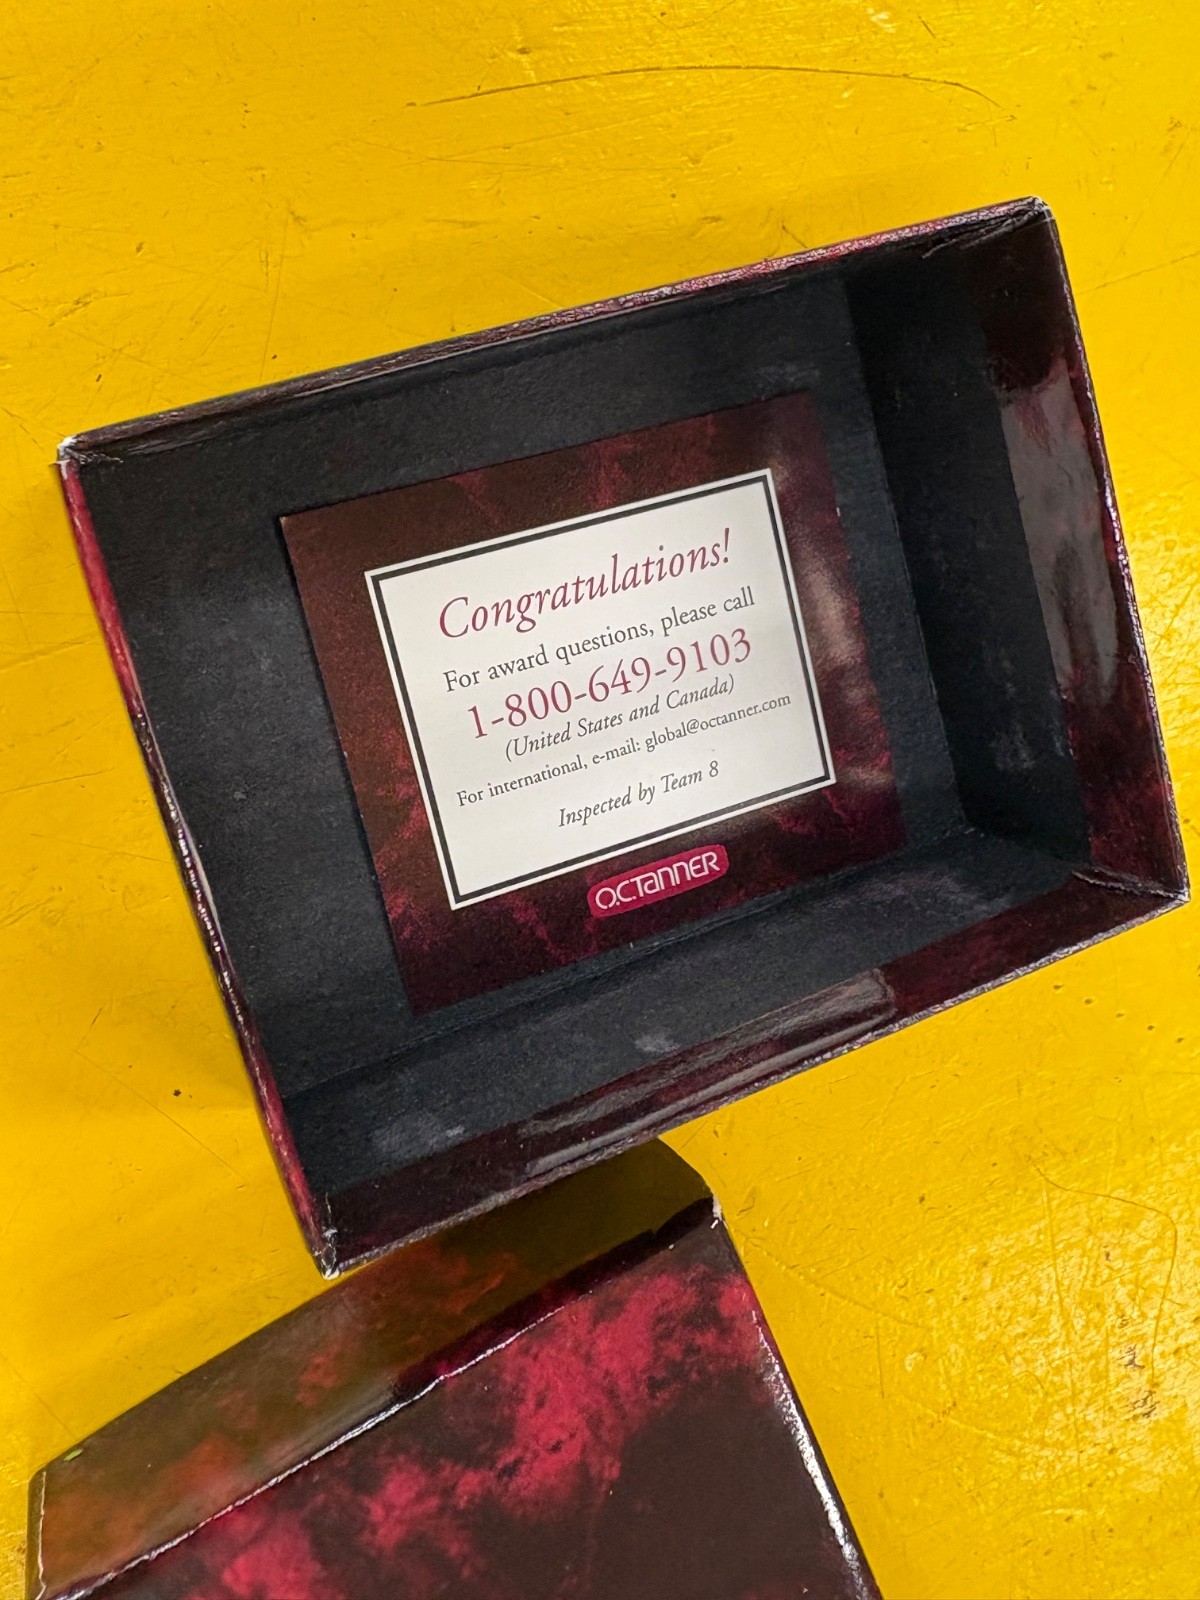 Congratulations!
For award questions, please call
1-800-649-9103
(United States and Canada)
For international, e-mail: global@octanner.com
Inspected by Team 8
O.C.TANNER